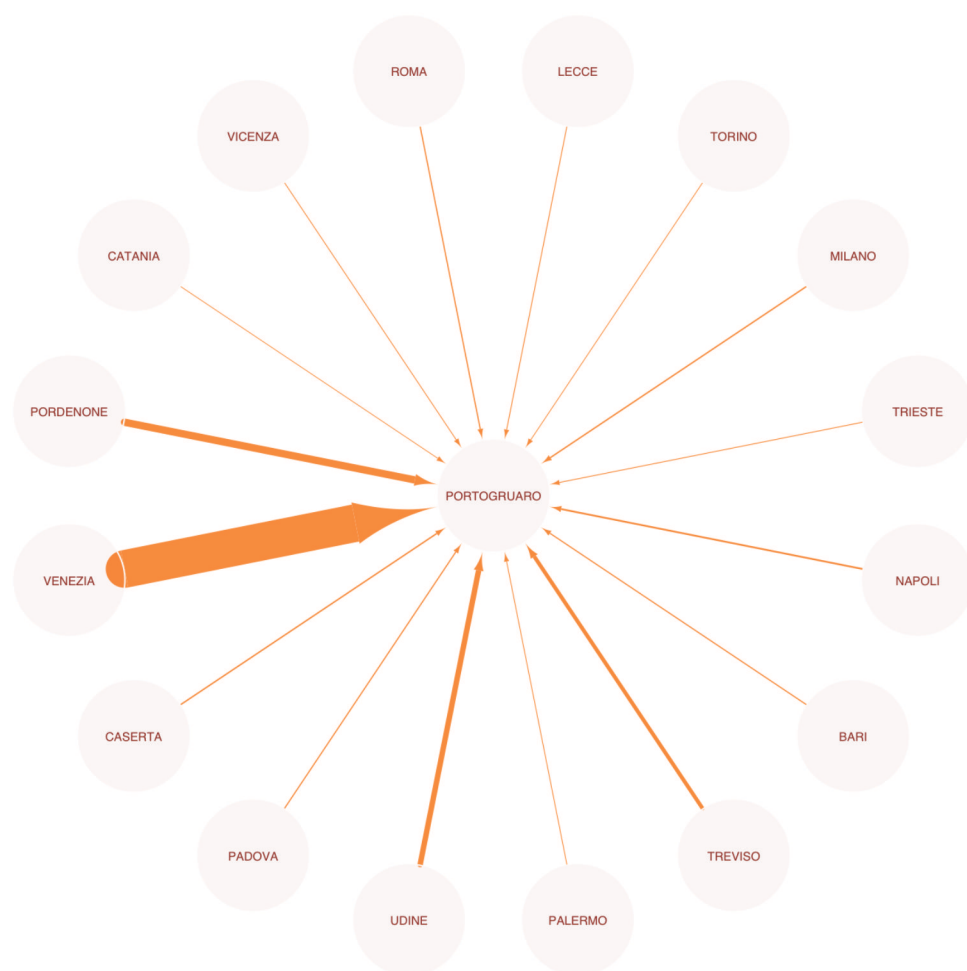 ROMA
LECCE
VICENZA
TORINO
CATANIA
MILANO
PORDENONE
TRIESTE
PORTOGRUARO
VENEZIA
NAPOLI
CASERTA
BARI
PADOVA
TREVISO
UDINE
PALERMO